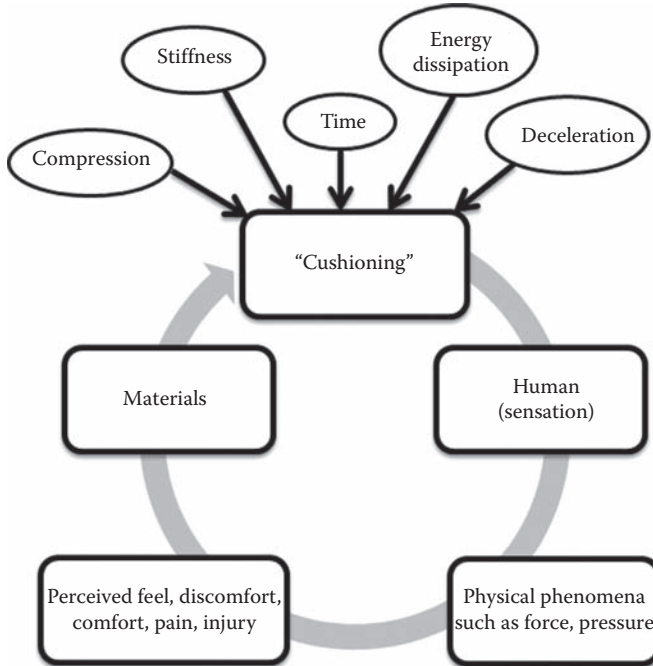 Energy
dissipation
Stiffness
Time
Deceleration
Compression
“Cushioning”
Materials
Human
(sensation)
Perceived feel, discomfort,
comfort, pain, injury
Physical phenomena
such as force, pressure